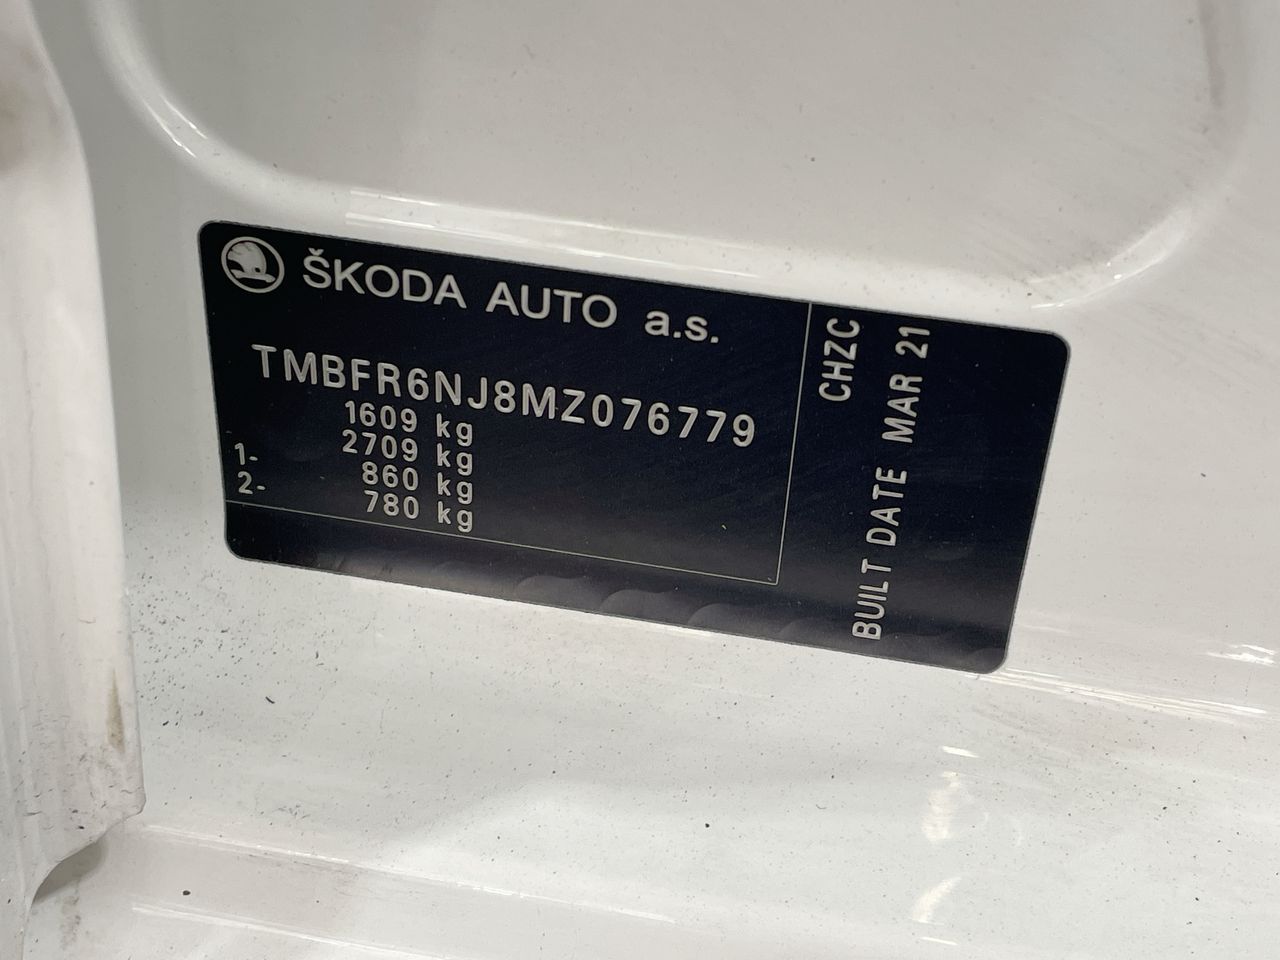 ŠKODA AUTO a.s.
TMBFR6NJ8MZ076779
1609 kg
2709 kg
1- 860 kg
2- 780 kg
CHZC
BUILT DATE MAR 21